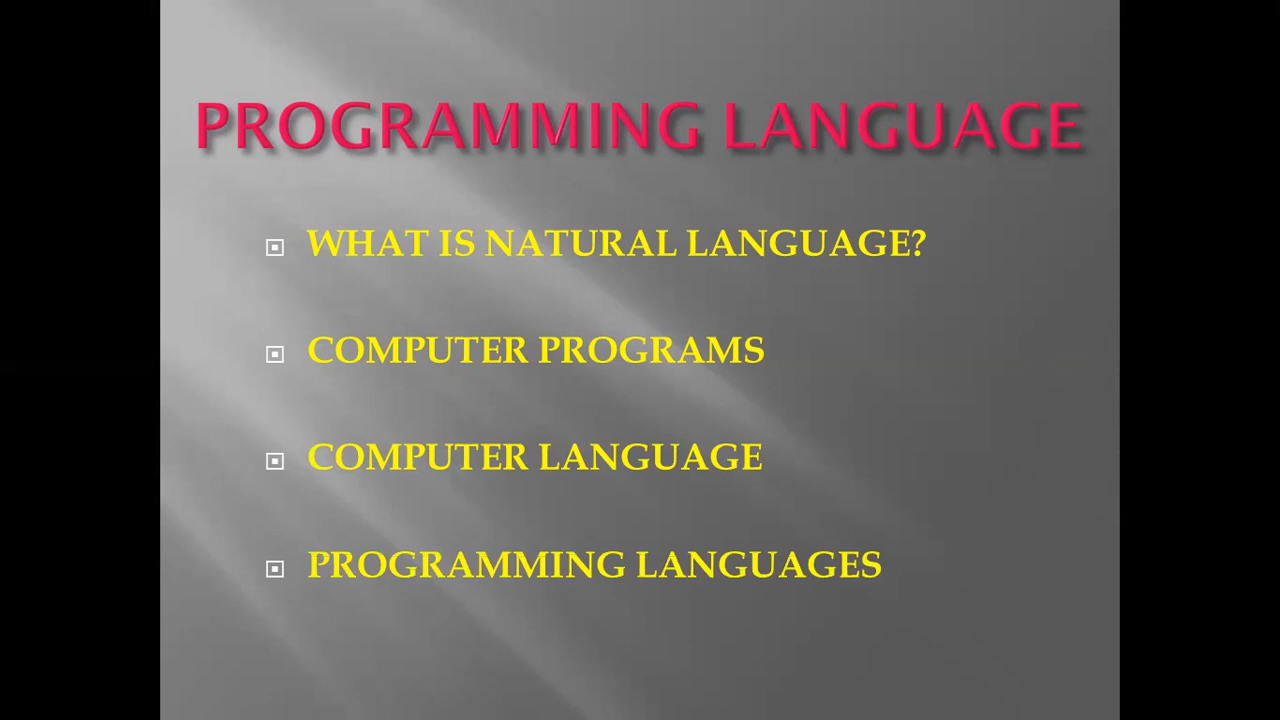 PROGRAMMING LANGUAGE
WHAT IS NATURAL LANGUAGE?
COMPUTER PROGRAMS
COMPUTER LANGUAGE
PROGRAMMING LANGUAGES